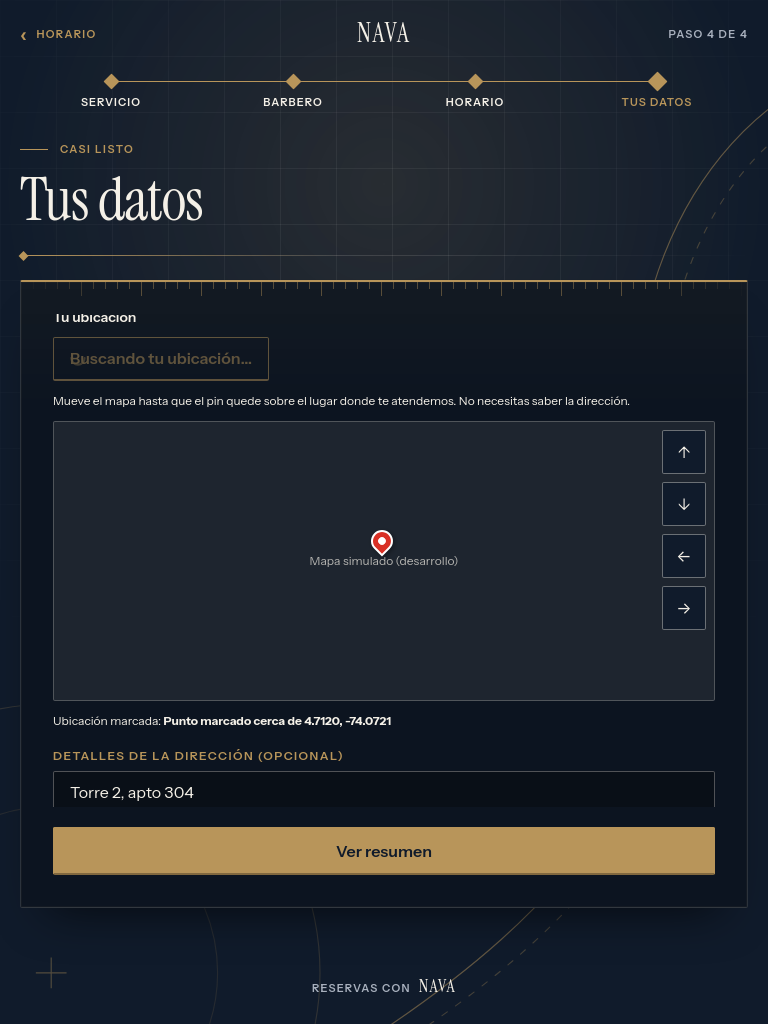 ‹ HORARIO
NAVA
PASO 4 DE 4
SERVICIO
BARBERO
HORARIO
TUS DATOS
CASI LISTO
Tus datos
Tu ubicación
Buscando tu ubicación...
Mueve el mapa hasta que el pin quede sobre el lugar donde te atendemos. No necesitas saber la dirección.
↑
↓
←
→
Mapa simulado (desarrollo)
Ubicación marcada: Punto marcado cerca de 4.7120, -74.0721
DETALLES DE LA DIRECCIÓN (OPCIONAL)
Torre 2, apto 304
Ver resumen
RESERVAS CON NAVA